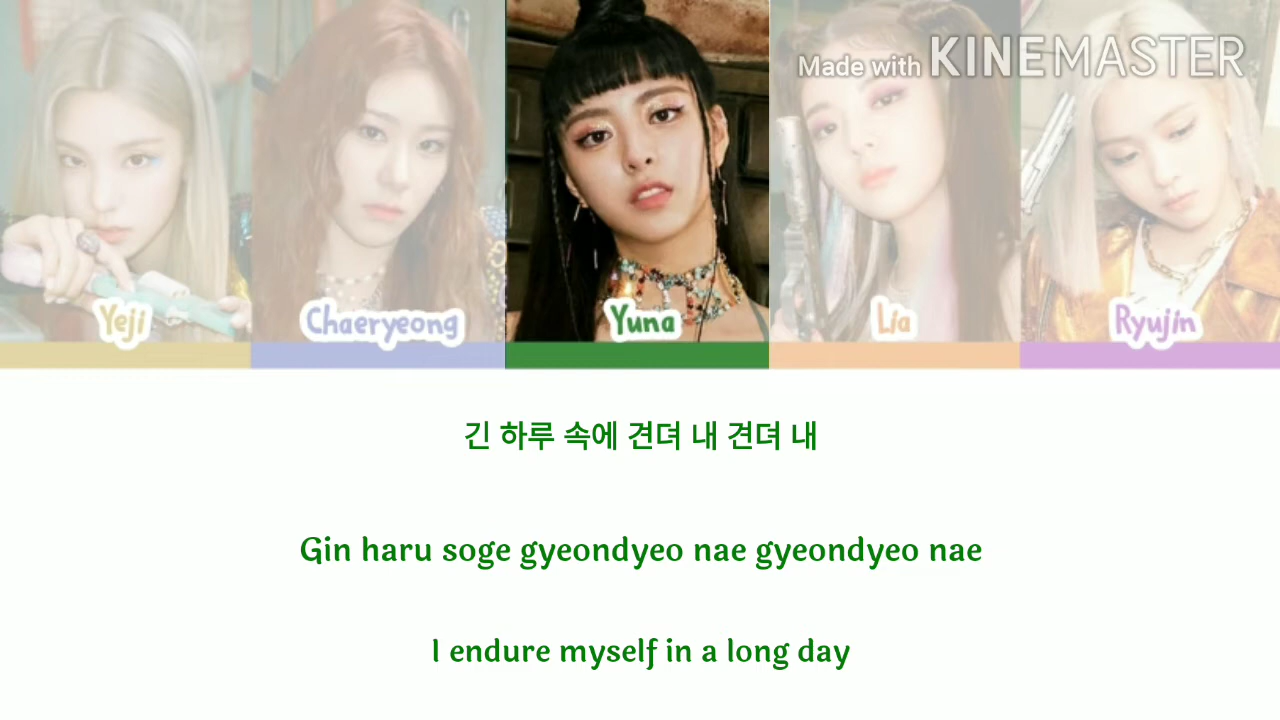 Made with KINEMASTER
Yeji
Chaeryeong
Yuna
Lia
Ryujin
긴 하루 속에 견뎌 내 견뎌 내
Gin haru soge gyeondyeo nae gyeondyeo nae
I endure myself in a long day